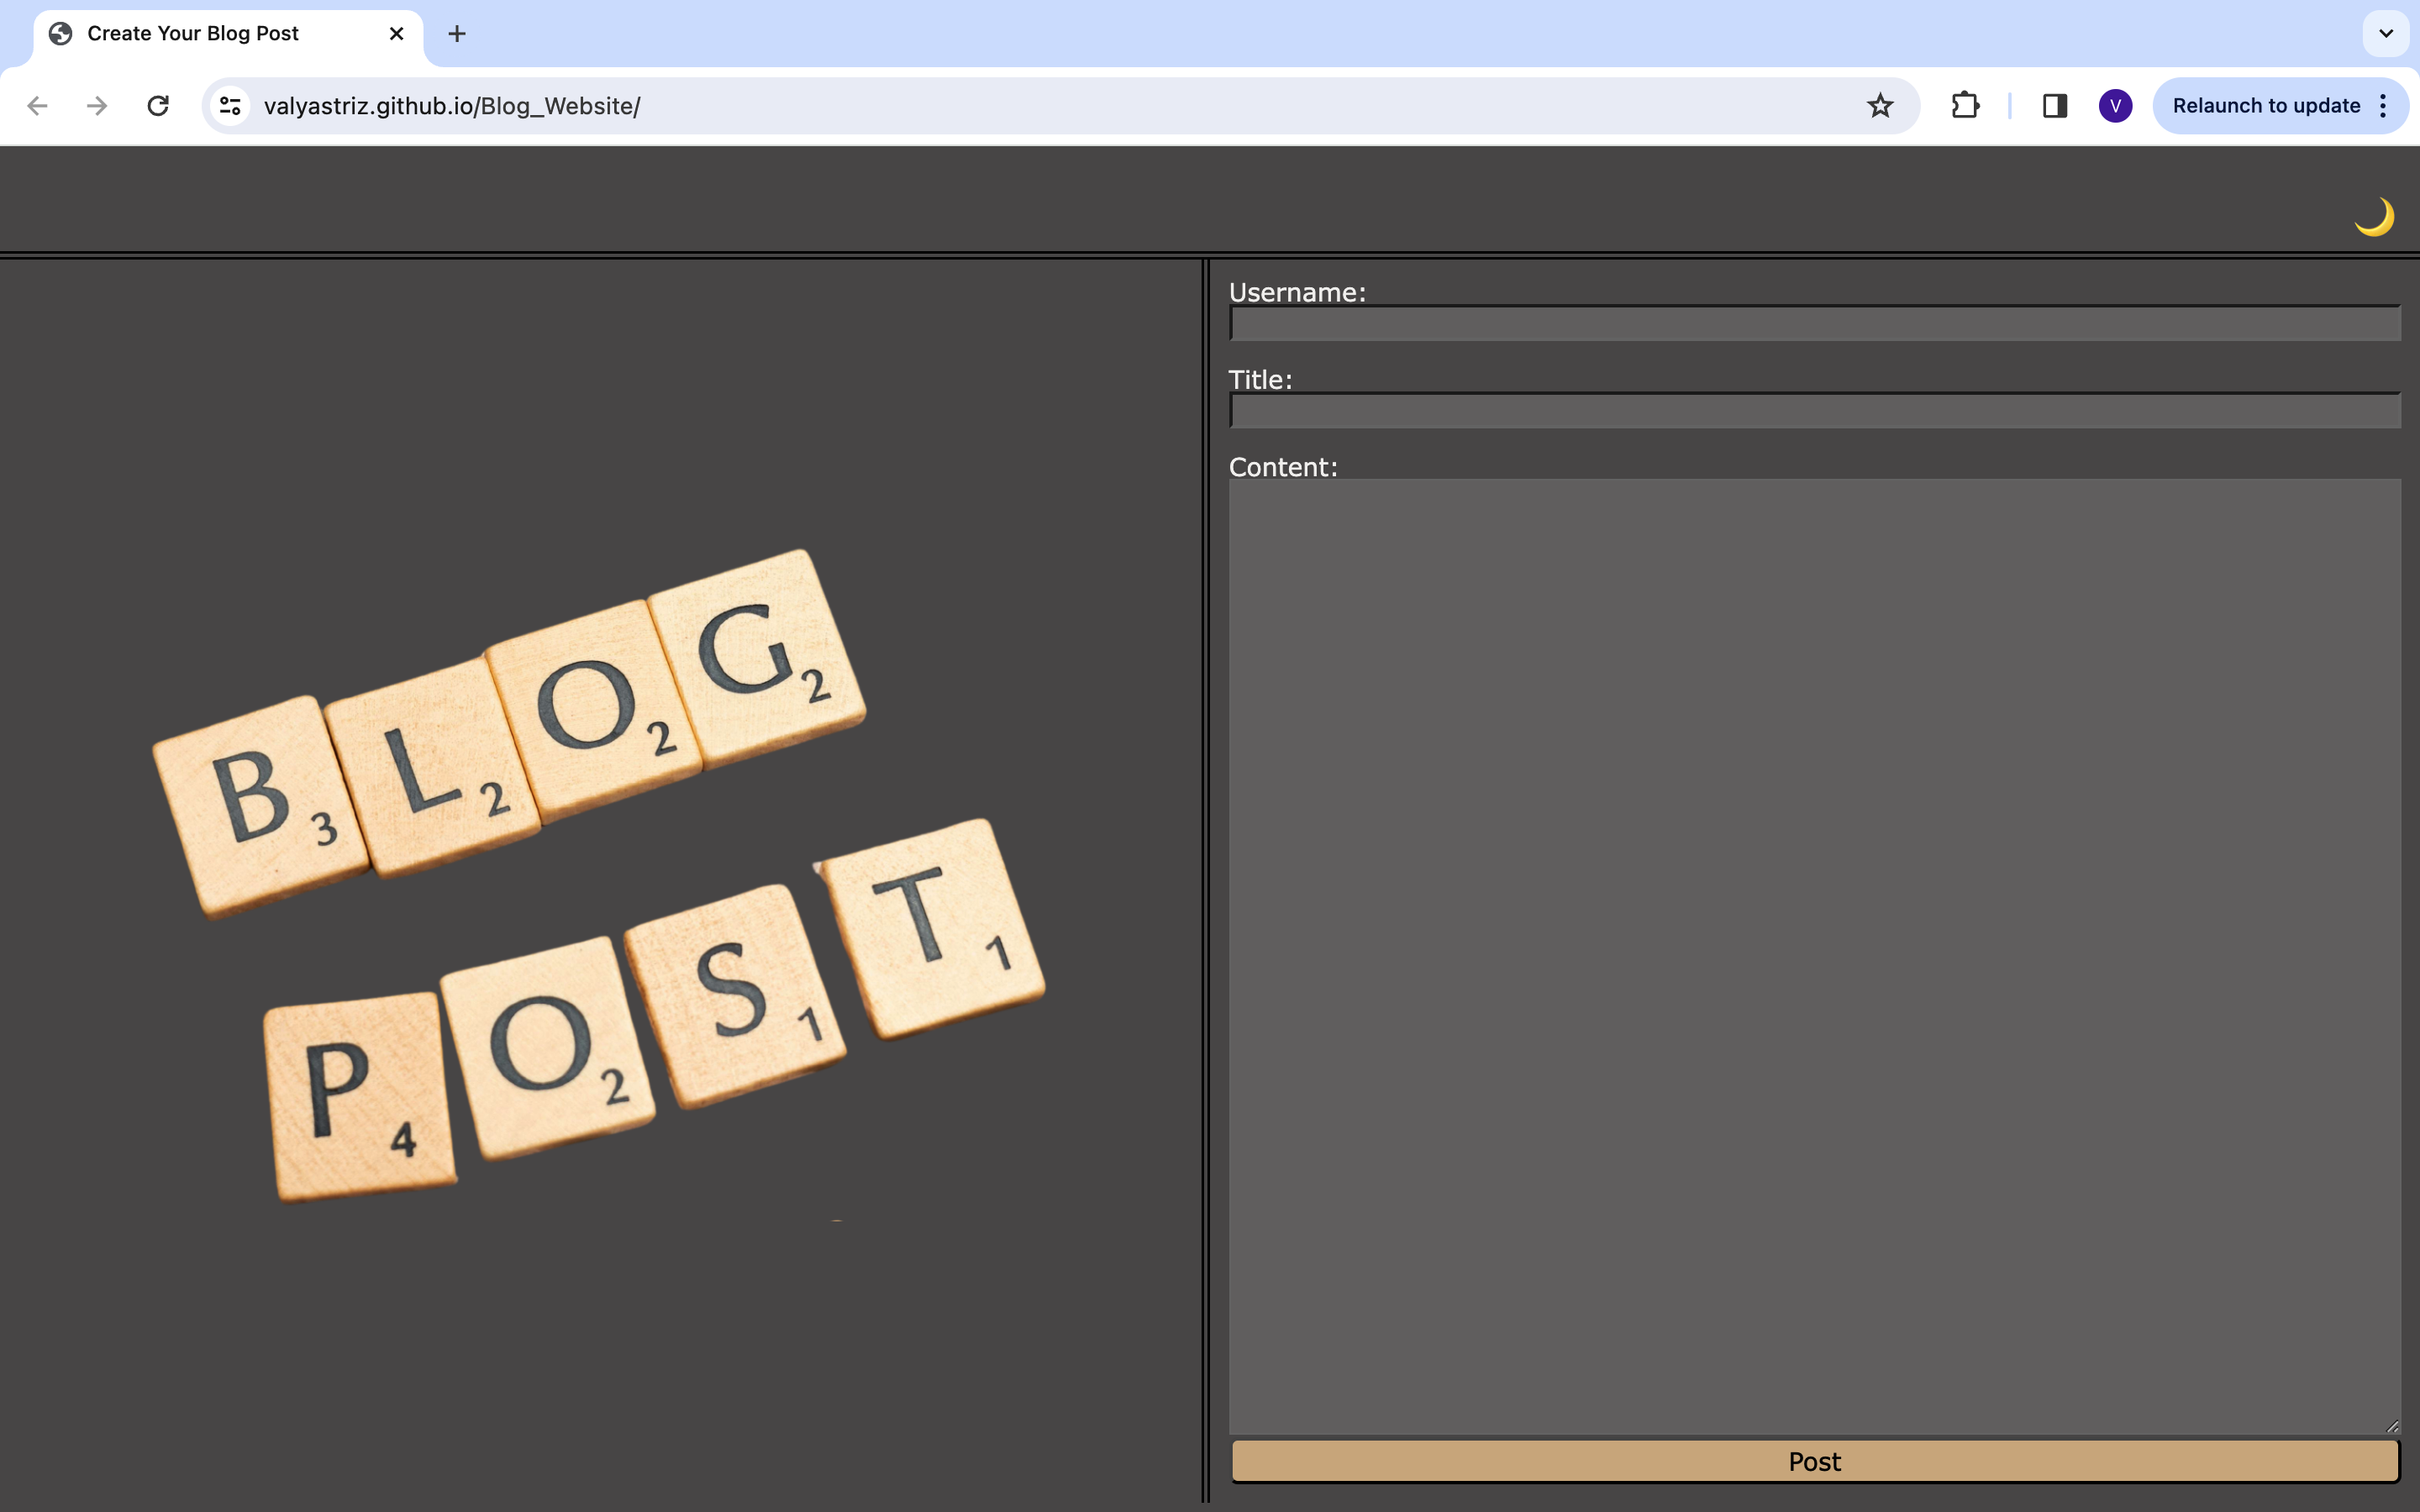 Create Your Blog Post
valyastriz.github.io/Blog_Website/
V
Relaunch to update
Username:
Title:
Content:
B3 L2 O2 G2
P4 O2 S1 T1
Post